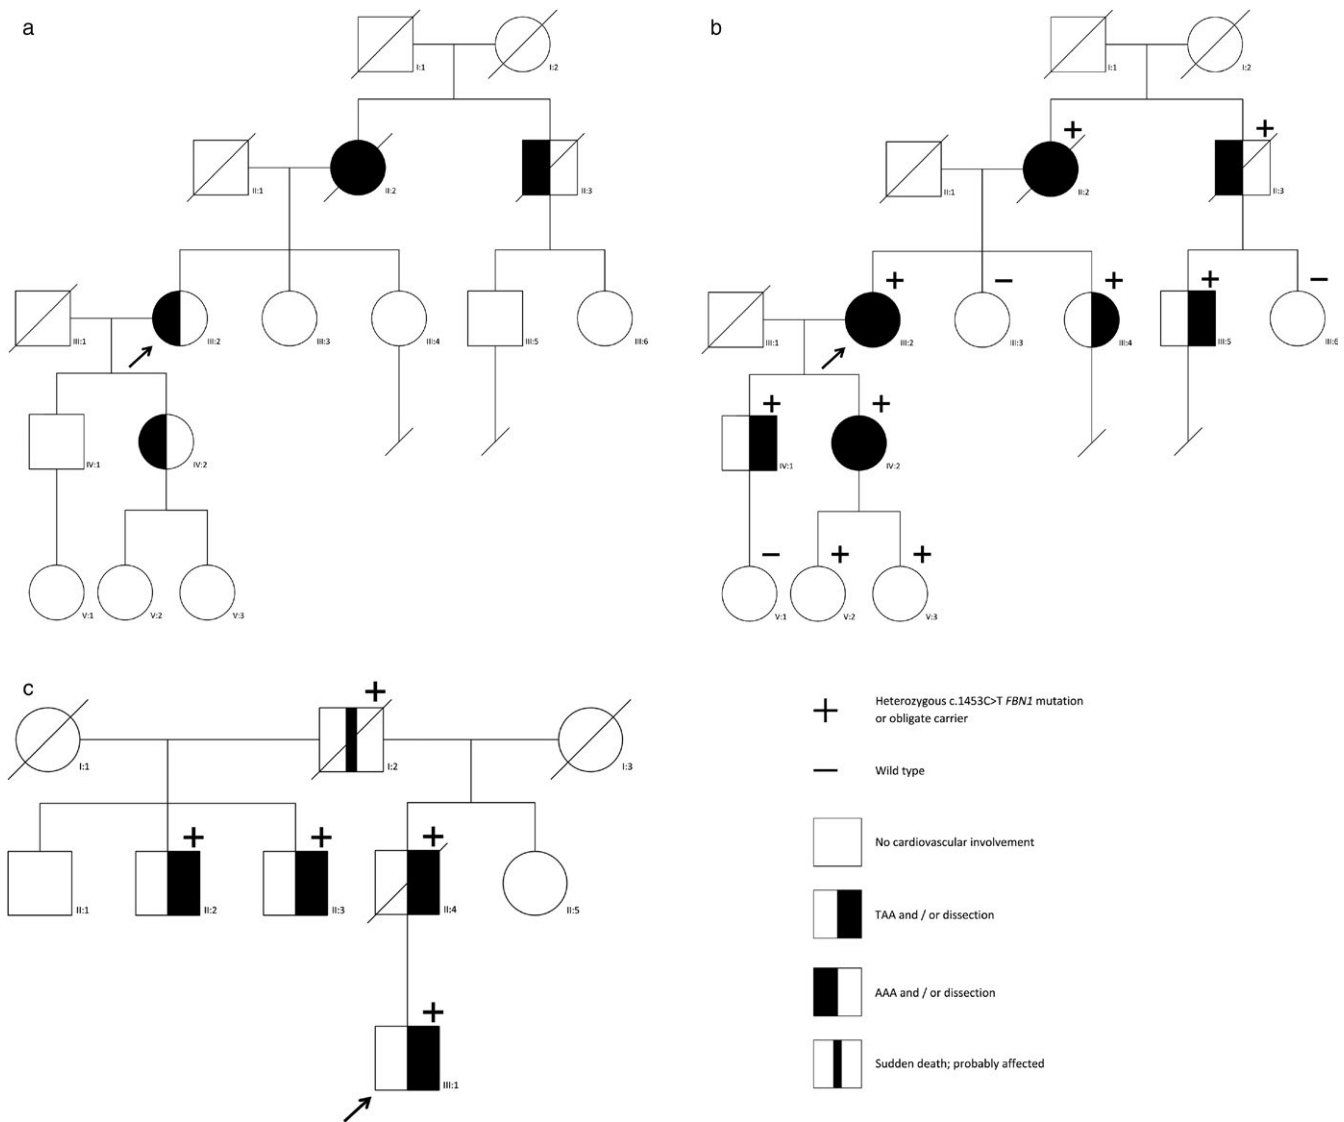 a
I:1
I:2
II:1
II:2
II:3
III:1
III:2
III:3
III:4
III:5
III:6
IV:1
IV:2
V:1
V:2
V:3
b
I:1
I:2
+
+
II:1
II:2
II:3
+
−
+
+
−
III:1
III:2
III:3
III:4
III:5
III:6
+
+
IV:1
IV:2
−
+
+
V:1
V:2
V:3
c
+
I:1
I:2
I:3
+
+
+
II:1
II:2
II:3
II:4
II:5
+
III:1
+
Heterozygous c.1453C>T FBN1 mutation
or obligate carrier
−
Wild type
No cardiovascular involvement
TAA and / or dissection
AAA and / or dissection
Sudden death; probably affected